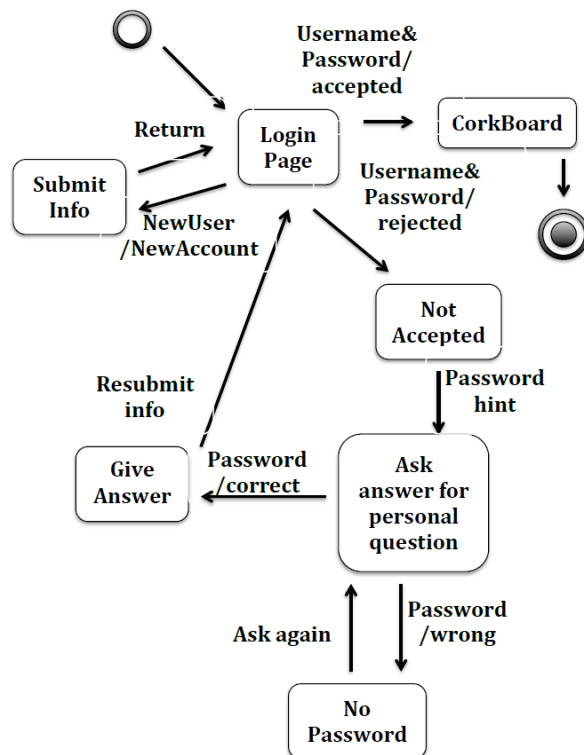 Username&
Password/
accepted
Return
Login
Page
CorkBoard
Submit
Info
Username&
Password/
rejected
NewUser
/NewAccount
Not
Accepted
Resubmit
info
Password
hint
Give
Answer
Password
/correct
Ask
answer for
personal
question
Ask again
Password
/wrong
No
Password